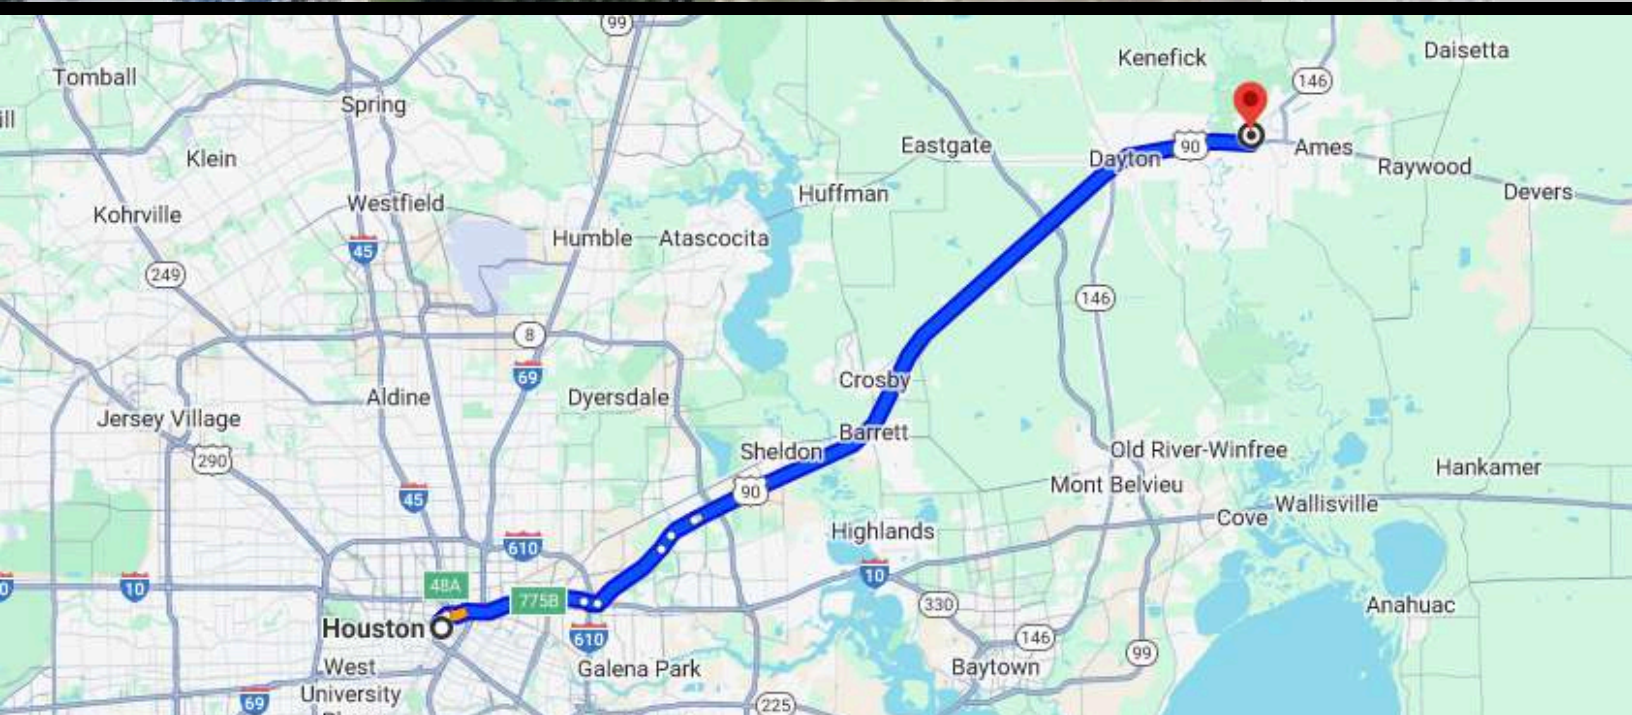 99
Kenefick
Daisetta
Tomball
146
Spring
ill
Eastgate
90
Ames
Klein
Dayton
Raywood
Huffman
Devers
Kohrville
Westfield
45
Humble
Atascocita
249
146
8
69
Crosby
Aldine
Dyersdale
Jersey Village
Barrett
Sheldon
Old River-Winfree
290
Hankamer
45
90
Mont Belvieu
Wallisville
Cove
Highlands
610
10
0
10
48A
775B
330
Anahuac
Houston
610
146
99
West
University
Galena Park
Baytown
69
225